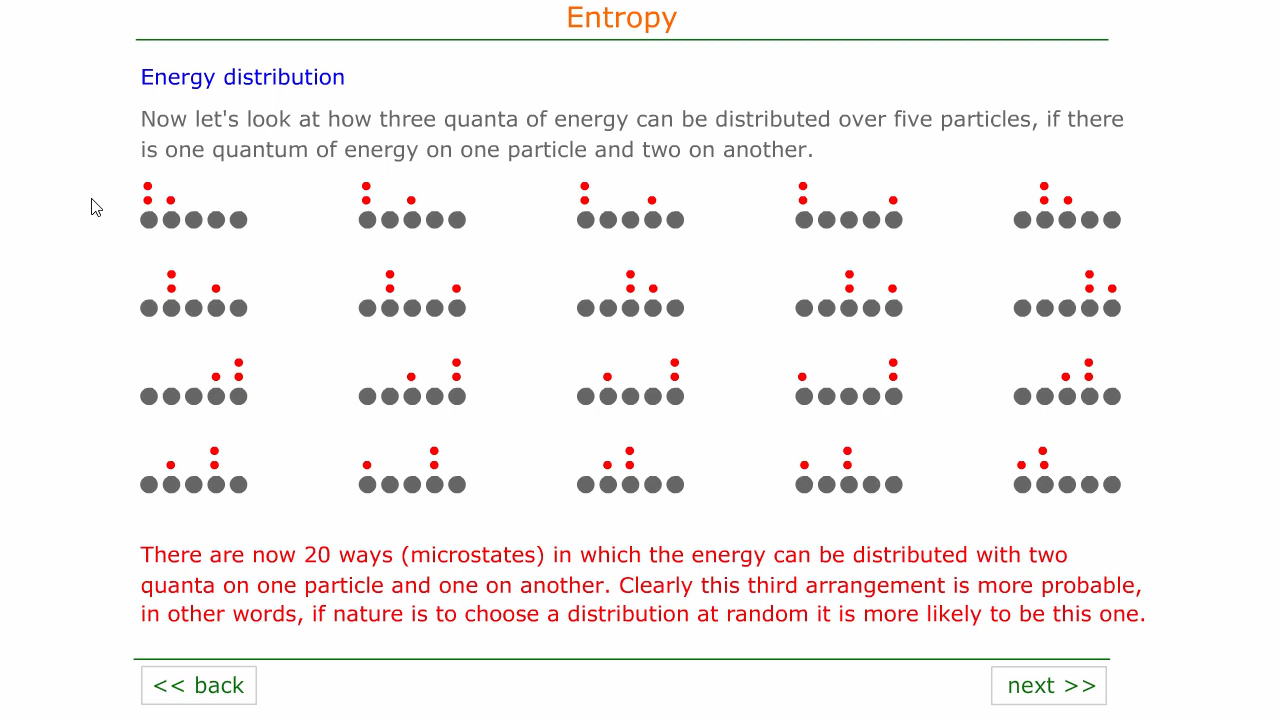 Entropy
Energy distribution
Now let's look at how three quanta of energy can be distributed over five particles, if there
is one quantum of energy on one particle and two on another.
There are now 20 ways (microstates) in which the energy can be distributed with two
quanta on one particle and one on another. Clearly this third arrangement is more probable,
in other words, if nature is to choose a distribution at random it is more likely to be this one.
<< back
next >>